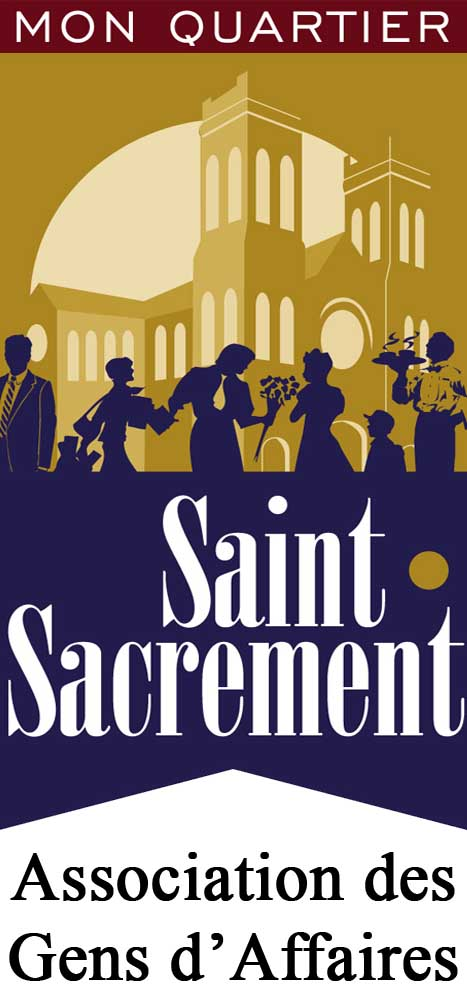 MON QUARTIER
Saint
Sacrement
Association des
Gens d’Affaires